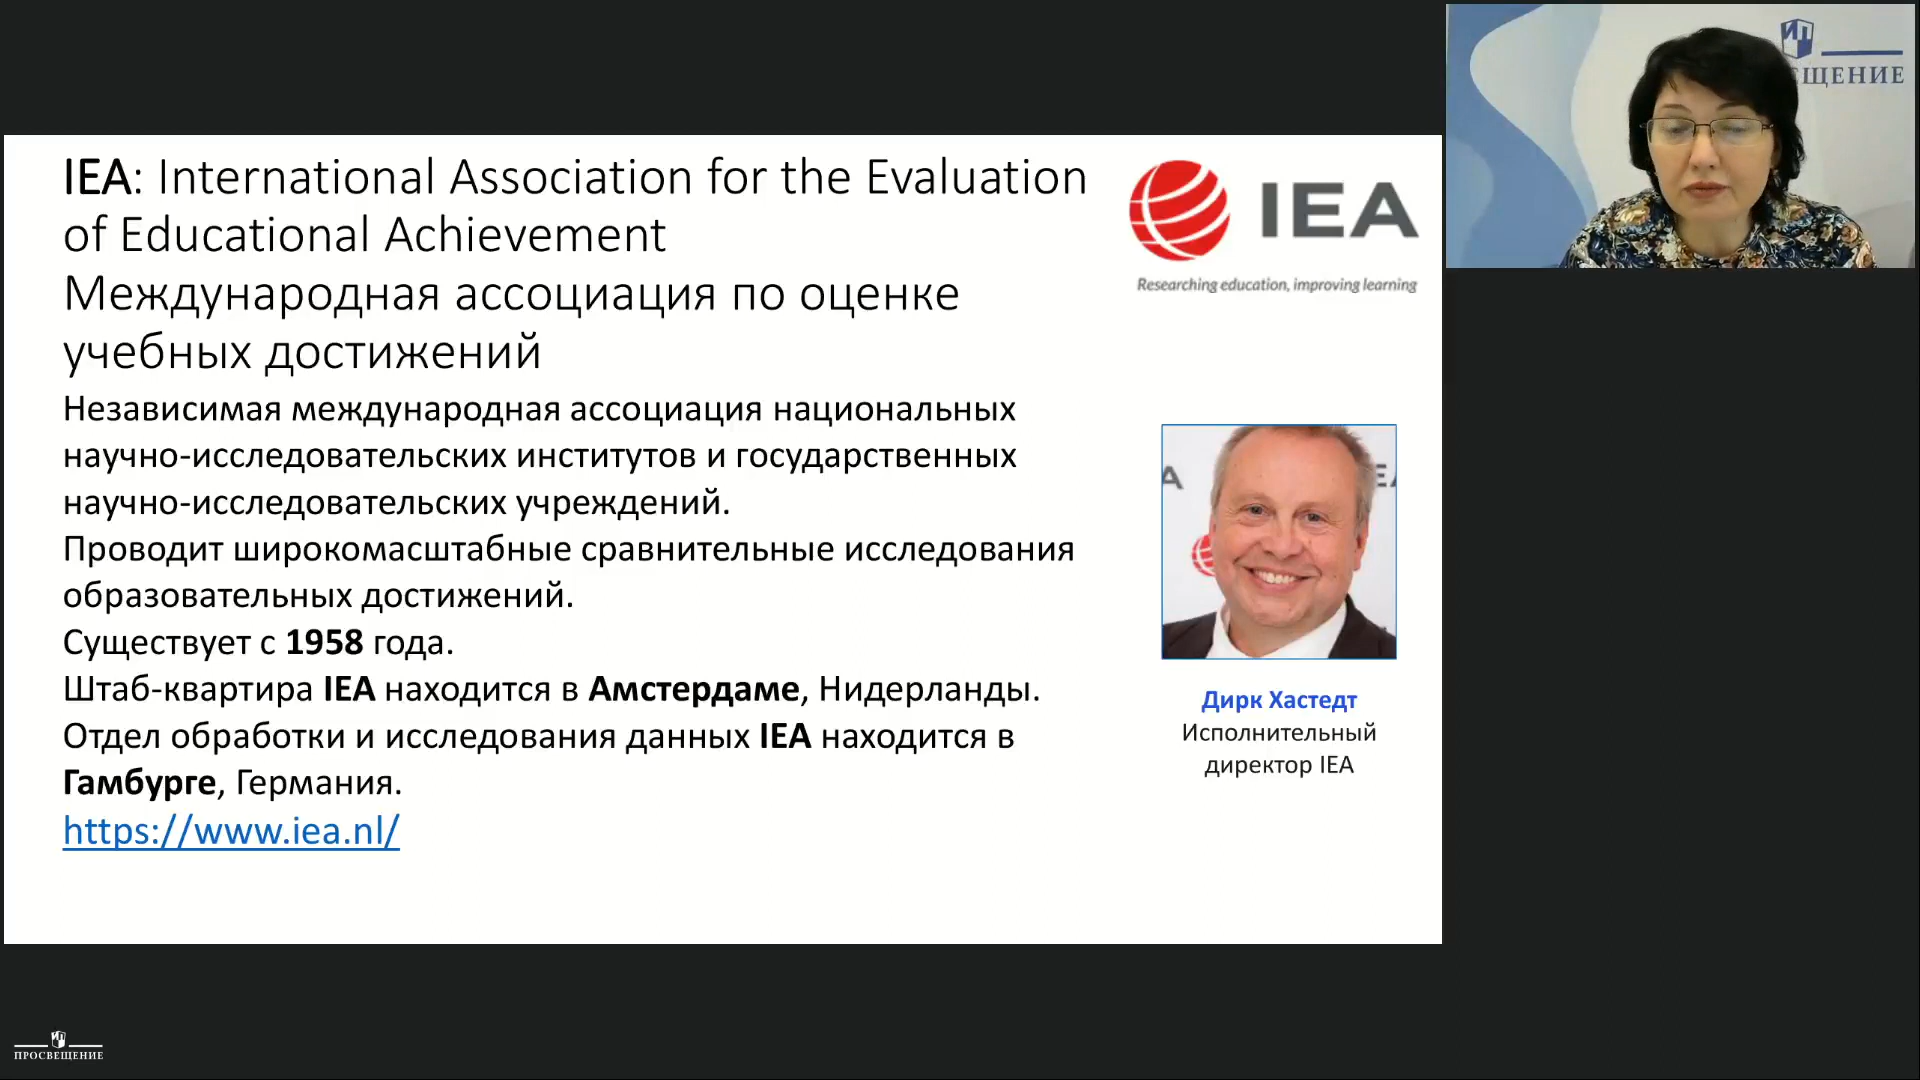 IEA: International Association for the Evaluation
of Educational Achievement
Международная ассоциация по оценке
учебных достижений
Независимая международная ассоциация национальных
научно-исследовательских институтов и государственных
научно-исследовательских учреждений.
Проводит широкомасштабные сравнительные исследования
образовательных достижений.
Существует с 1958 года.
Штаб-квартира IEA находится в Амстердаме, Нидерланды.
Отдел обработки и исследования данных IEA находится в
Гамбурге, Германия.
https://www.iea.nl/
IEA
Researching education, improving learning
Дирк Хастедт
Исполнительный
директор IEA
ЩЕНИЕ
ПРОСВЕЩЕНИЕ